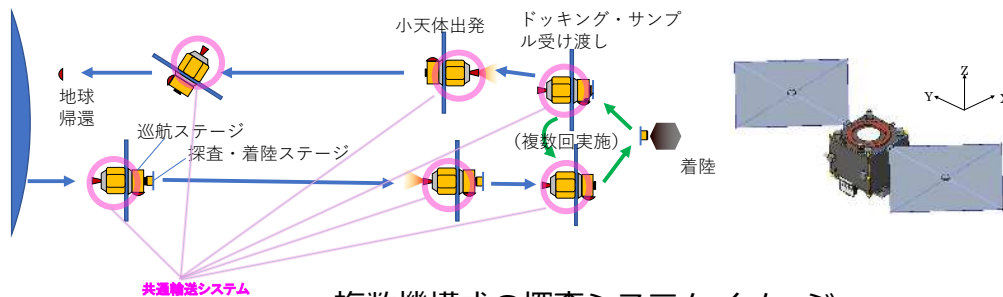 小天体出発
ドッキング・サンプ
ル受け渡し
地球
帰還
巡航ステージ
探査・着陸ステージ
(複数回実施)
着陸
Z
Y
X
共通輸送システム